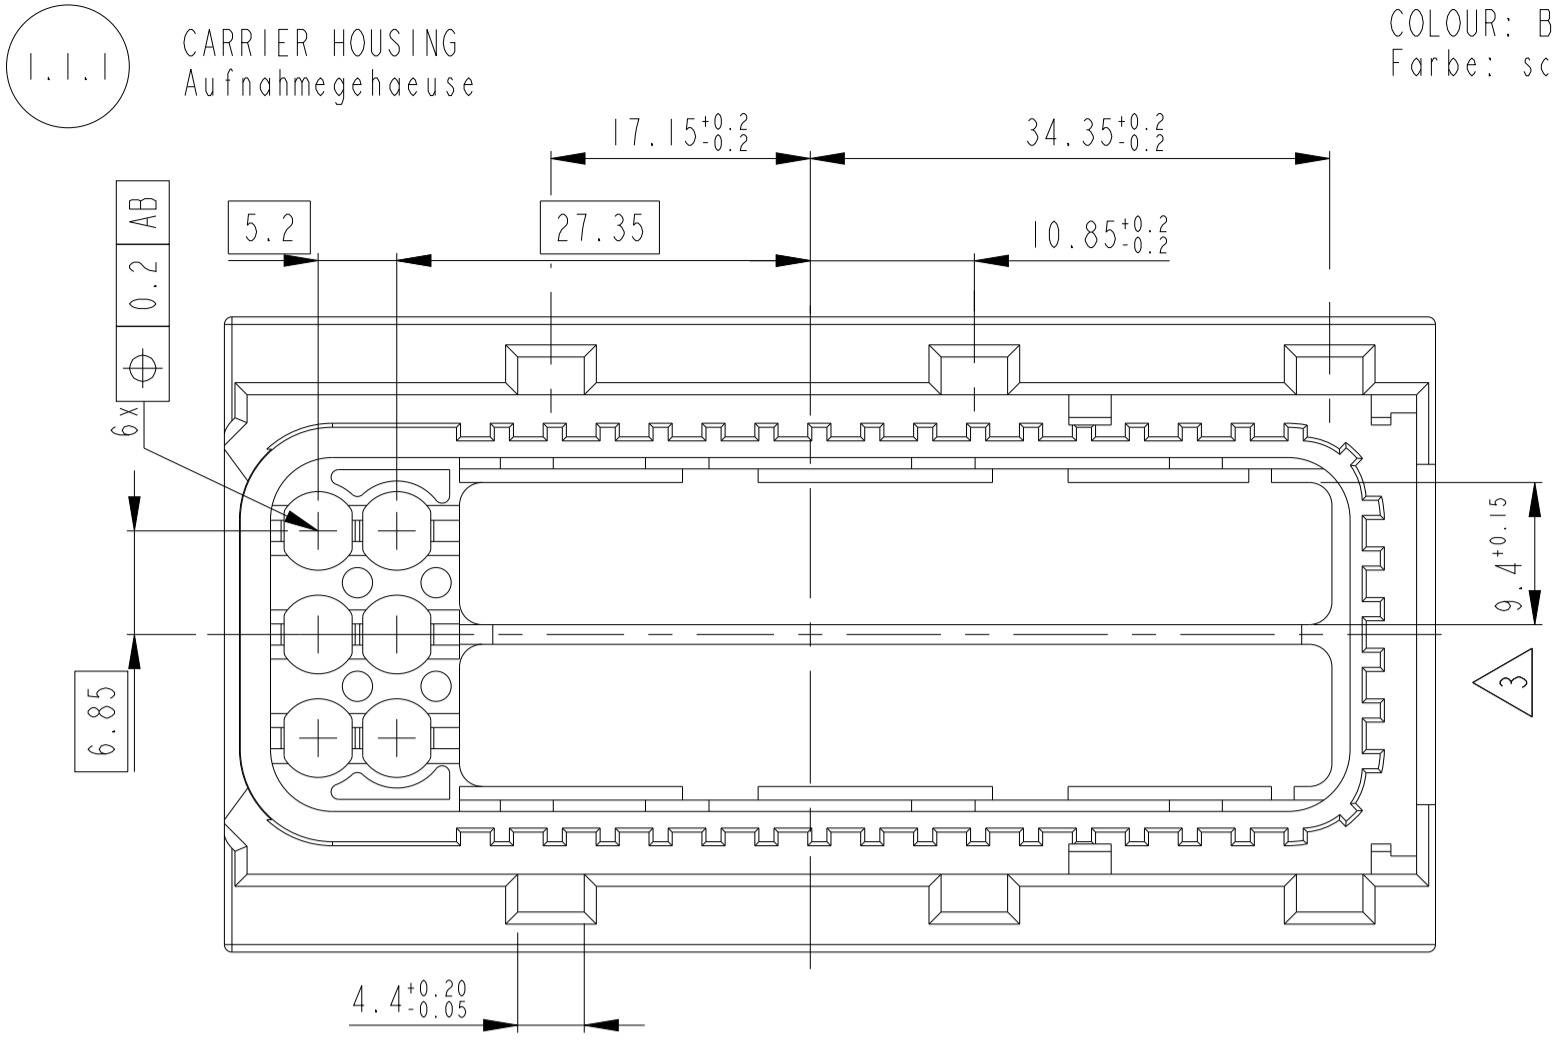 1.1.1
CARRIER HOUSING
Aufnahmegehaeuse
COLOUR: B
Farbe: sc
17.15 +0.2 -0.2
34.35 +0.2 -0.2
5.2
27.35
10.85 +0.2 -0.2
6x ⌖ 0.2 AB
9.4 +0.15
3
6.85
4.4 +0.20 -0.05